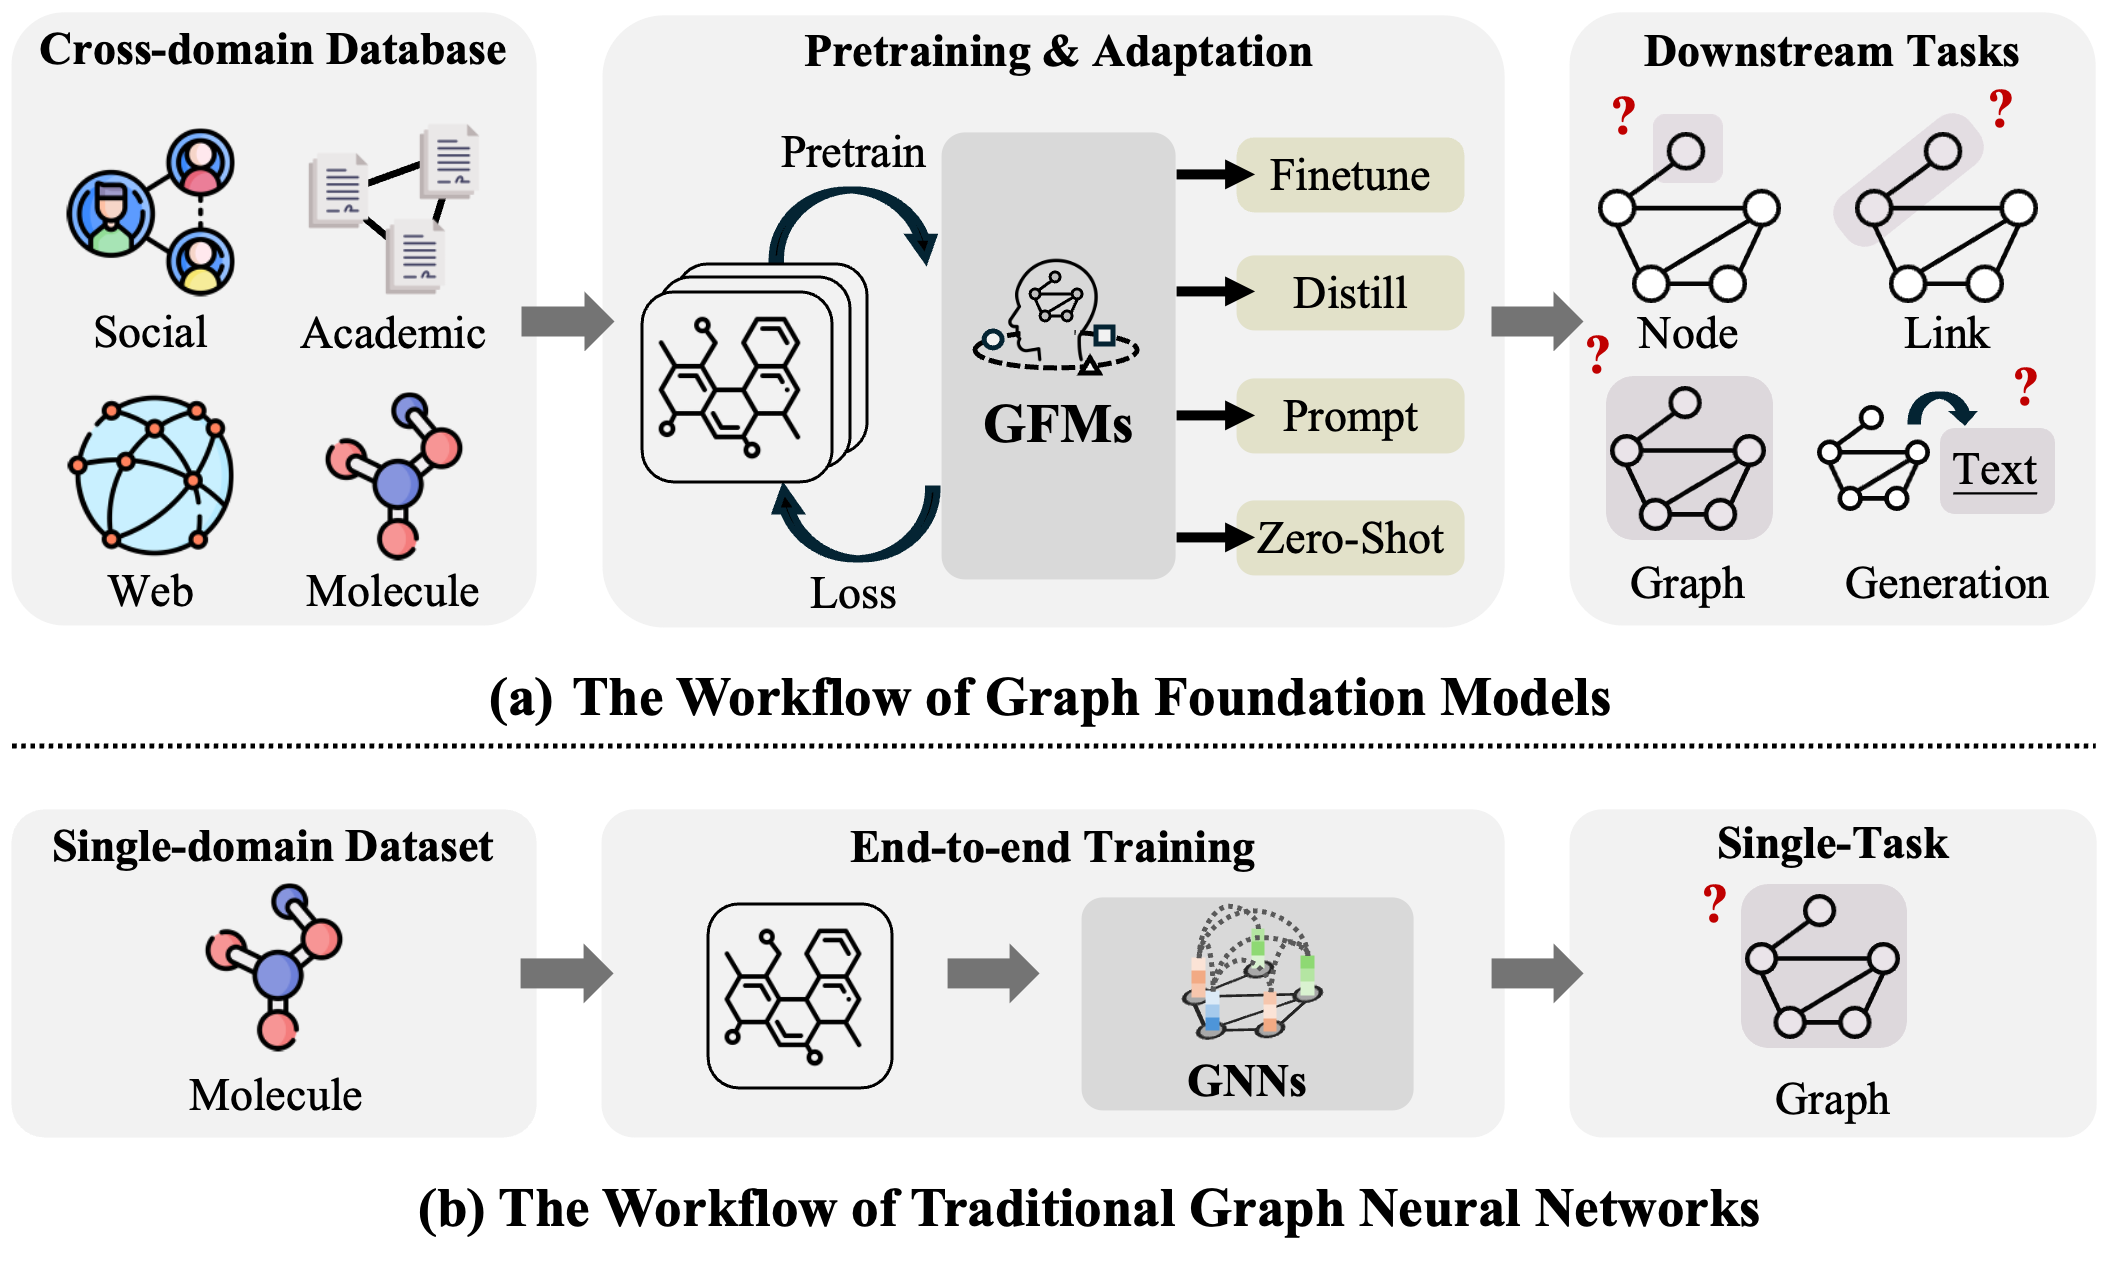 Cross-domain Database
Social
Academic
Web
Molecule
Pretraining & Adaptation
Pretrain
GFMs
Loss
Finetune
Distill
Prompt
Zero-Shot
Downstream Tasks
?
?
Node
Link
?
?
Text
Graph
Generation
(a) The Workflow of Graph Foundation Models
Single-domain Dataset
Molecule
End-to-end Training
GNNs
Single-Task
?
Graph
(b) The Workflow of Traditional Graph Neural Networks